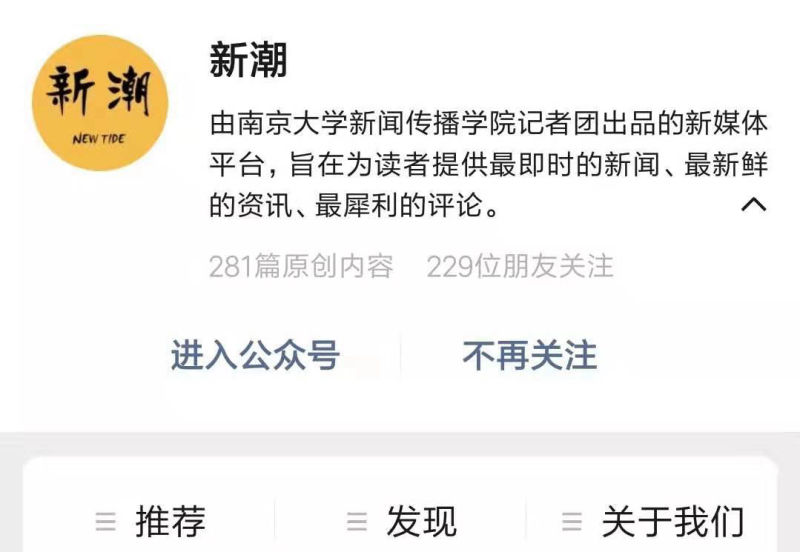 新潮
NEW TIDE
新潮
由南京大学新闻传播学院记者团出品的新媒体
平台，旨在为读者提供最即时的新闻、最新鲜
的资讯、最犀利的评论。
281篇原创内容 229位朋友关注
进入公众号 不再关注
推荐 发现 关于我们